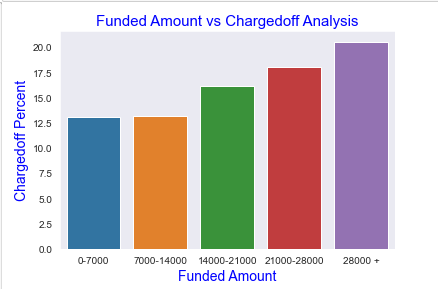 Funded Amount vs Chargedoff Analysis
Chargedoff Percent
20.0
17.5
15.0
12.5
10.0
7.5
5.0
2.5
0.0
0-7000 7000-14000 14000-21000 21000-28000 28000 +
Funded Amount